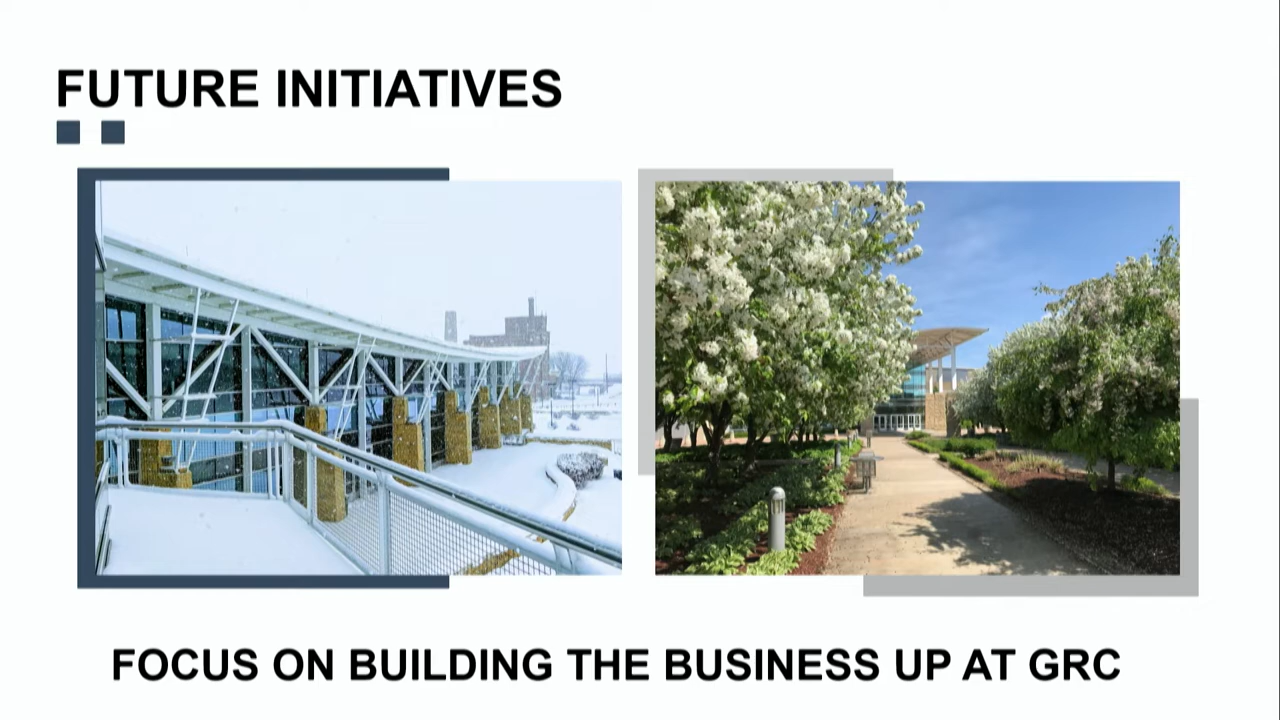 FUTURE INITIATIVES
FOCUS ON BUILDING THE BUSINESS UP AT GRC